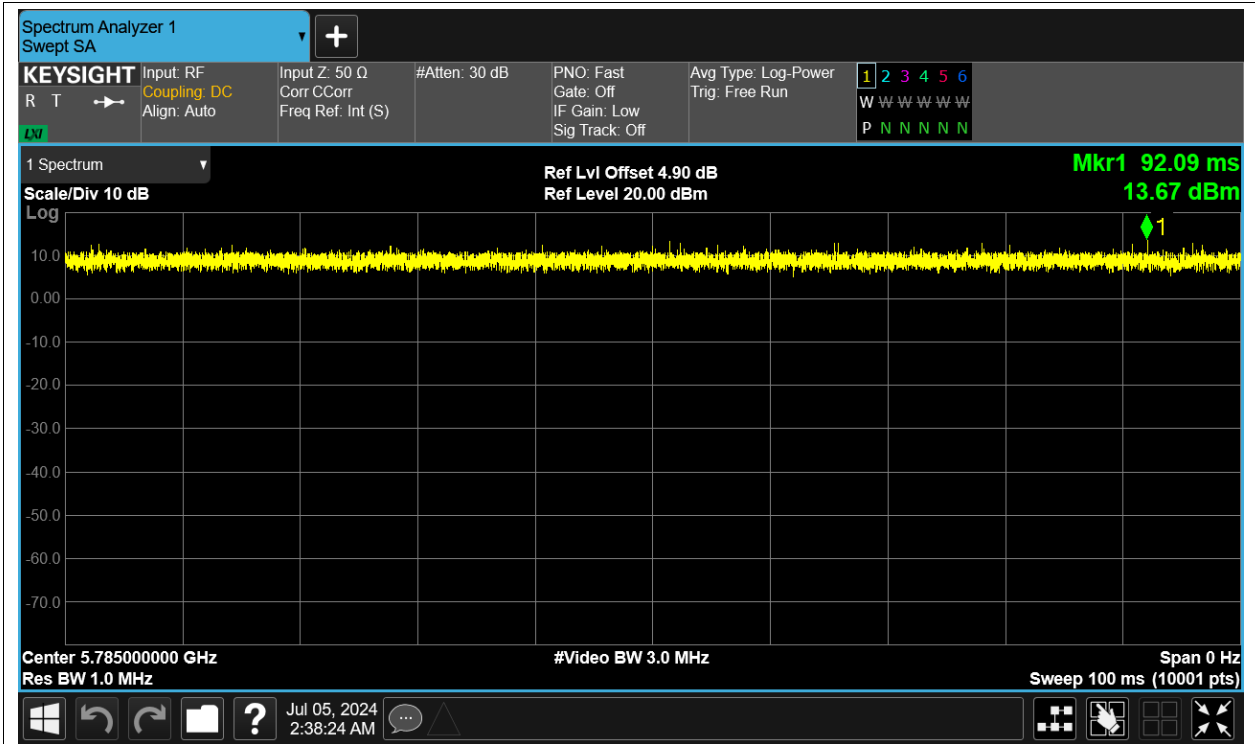 Spectrum Analyzer 1
Swept SA
KEYSIGHT
R T
LXI
Input: RF
Coupling: DC
Align: Auto
Input Z: 50 Ω
Corr CCorr
Freq Ref: Int (S)
#Atten: 30 dB
PNO: Fast
Gate: Off
IF Gain: Low
Sig Track: Off
Avg Type: Log-Power
Trig: Free Run
1 2 3 4 5 6
W W W W W W
P N N N N N
1 Spectrum
Scale/Div 10 dB
Ref Lvl Offset 4.90 dB
Ref Level 20.00 dBm
Mkr1 92.09 ms
13.67 dBm
Log
1
10.0
0.00
-10.0
-20.0
-30.0
-40.0
-50.0
-60.0
-70.0
Center 5.785000000 GHz
#Video BW 3.0 MHz
Span 0 Hz
Res BW 1.0 MHz
Sweep 100 ms (10001 pts)
?
Jul 05, 2024
2:38:24 AM